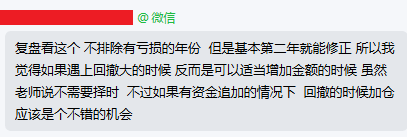 @ 微信
复盘看这个 不排除有亏损的年份 但是基本第二年就能修正 所以我
觉得如果遇上回撤大的时候 反而是可以适当增加金额的时候 虽然
老师说不需要择时 不过如果有资金追加的情况下 回撤的时候加仓
应该是个不错的机会